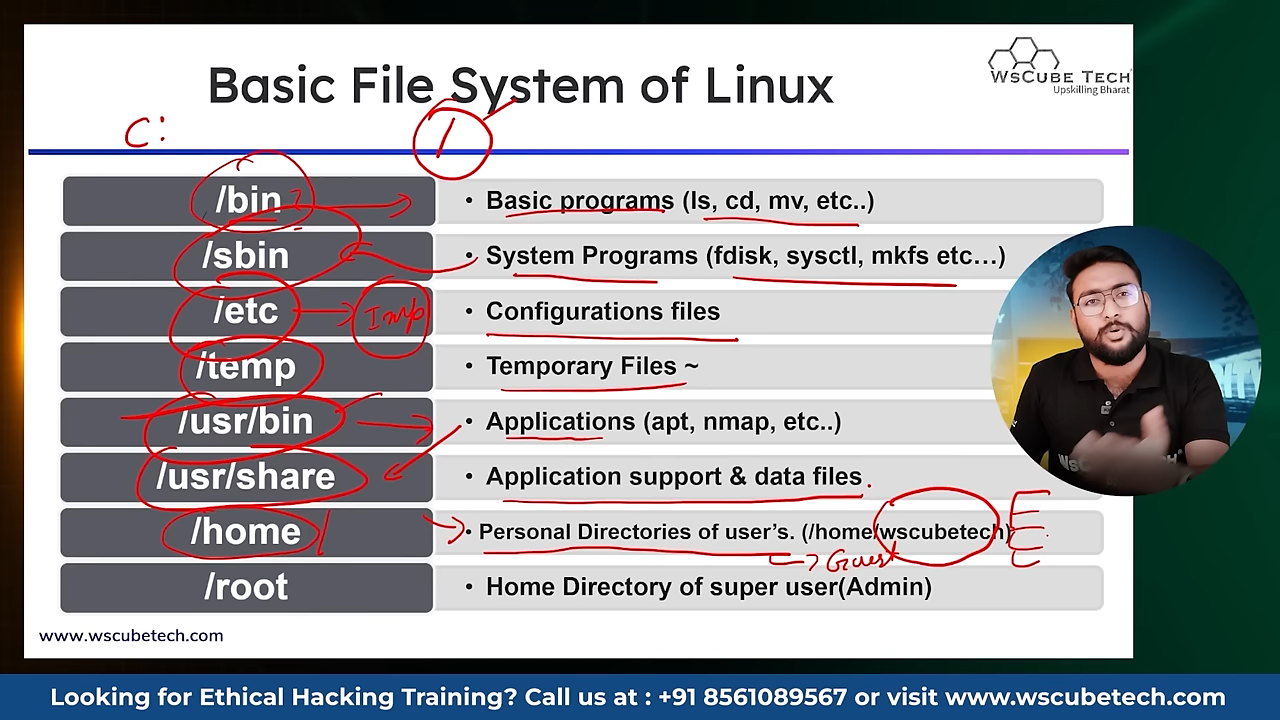 Basic File System of Linux
WsCube Tech
Upskilling Bharat
C:
/
/bin
• Basic programs (ls, cd, mv, etc..)
/sbin
• System Programs (fdisk, sysctl, mkfs etc...)
/etc
Imp
• Configurations files
/temp
• Temporary Files ~
/usr/bin
• Applications (apt, nmap, etc..)
/usr/share
• Application support & data files.
/home /
• Personal Directories of user's. (/home/wscubetech)
Guest
/root
• Home Directory of super user(Admin)
www.wscubetech.com
Looking for Ethical Hacking Training? Call us at : +91 8561089567 or visit www.wscubetech.com